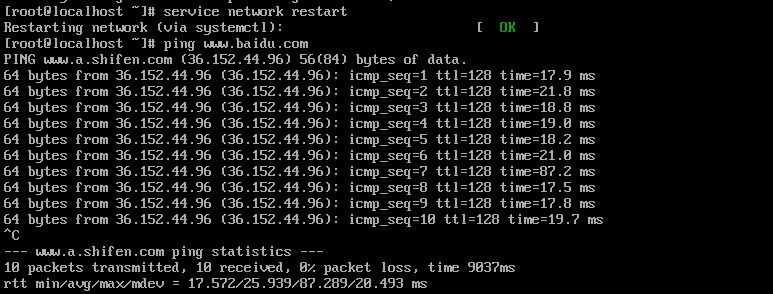 [root@localhost ~]# service network restart
Restarting network (via systemctl): [ OK ]
[root@localhost ~]# ping www.baidu.com
PING www.a.shifen.com (36.152.44.96) 56(84) bytes of data.
64 bytes from 36.152.44.96 (36.152.44.96): icmp_seq=1 ttl=128 time=17.9 ms
64 bytes from 36.152.44.96 (36.152.44.96): icmp_seq=2 ttl=128 time=21.8 ms
64 bytes from 36.152.44.96 (36.152.44.96): icmp_seq=3 ttl=128 time=18.8 ms
64 bytes from 36.152.44.96 (36.152.44.96): icmp_seq=4 ttl=128 time=19.0 ms
64 bytes from 36.152.44.96 (36.152.44.96): icmp_seq=5 ttl=128 time=18.2 ms
64 bytes from 36.152.44.96 (36.152.44.96): icmp_seq=6 ttl=128 time=21.0 ms
64 bytes from 36.152.44.96 (36.152.44.96): icmp_seq=7 ttl=128 time=87.2 ms
64 bytes from 36.152.44.96 (36.152.44.96): icmp_seq=8 ttl=128 time=17.5 ms
64 bytes from 36.152.44.96 (36.152.44.96): icmp_seq=9 ttl=128 time=17.8 ms
64 bytes from 36.152.44.96 (36.152.44.96): icmp_seq=10 ttl=128 time=19.7 ms
^C
--- www.a.shifen.com ping statistics ---
10 packets transmitted, 10 received, 0% packet loss, time 9037ms
rtt min/avg/max/mdev = 17.572/25.939/87.289/20.493 ms